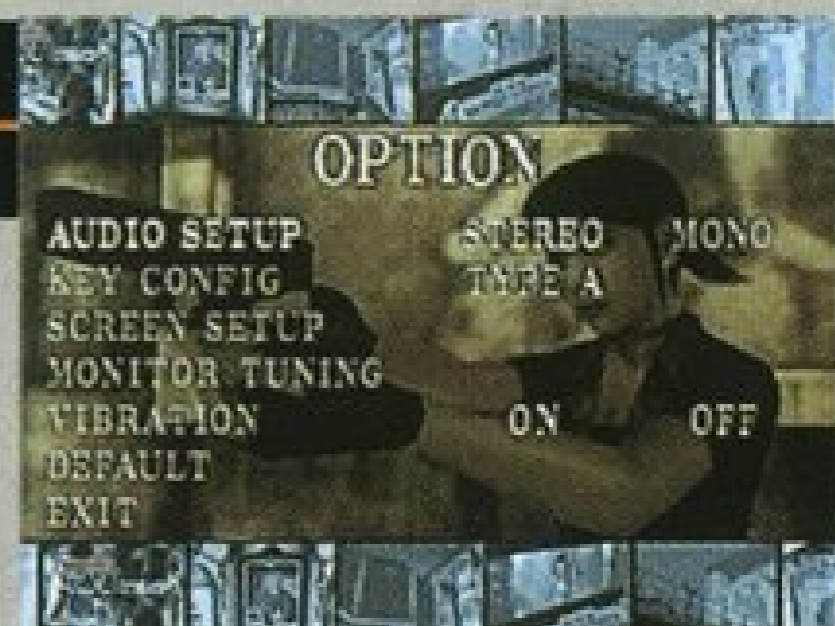 OPTION
AUDIO SETUP STEREO MONO
KEY CONFIG TYPE A
SCREEN SETUP
MONITOR TUNING
VIBRATION ON OFF
DEFAULT
EXIT